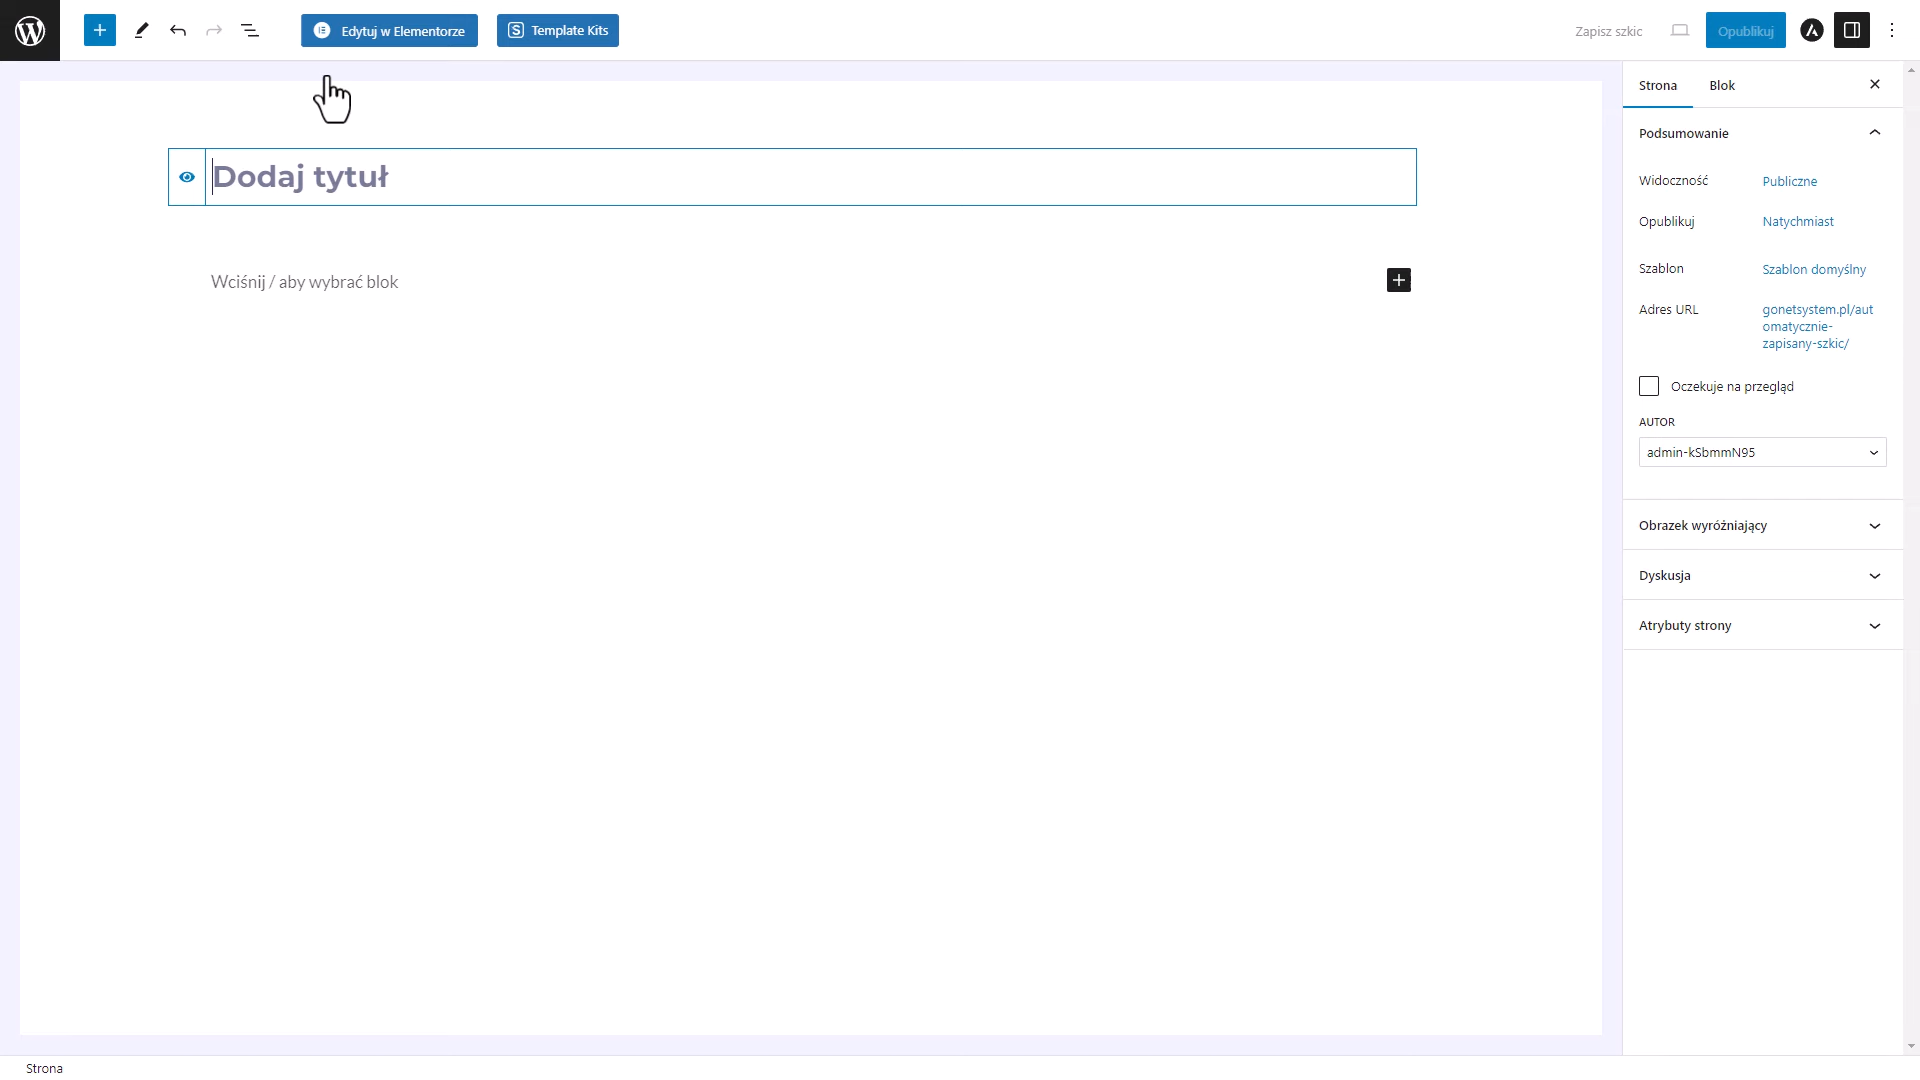 Edytuj w Elementorze
Template Kits
Zapisz szkic
Opublikuj
Dodaj tytuł
Wciśnij / aby wybrać blok
Strona
Blok
Podsumowanie
Widoczność
Publiczne
Opublikuj
Natychmiast
Szablon
Szablon domyślny
Adres URL
gonetsystem.pl/aut
omatycznie-
zapisany-szkic/
Oczekuje na przegląd
AUTOR
admin-kSbmmN95
Obrazek wyróżniający
Dyskusja
Atrybuty strony
Strona